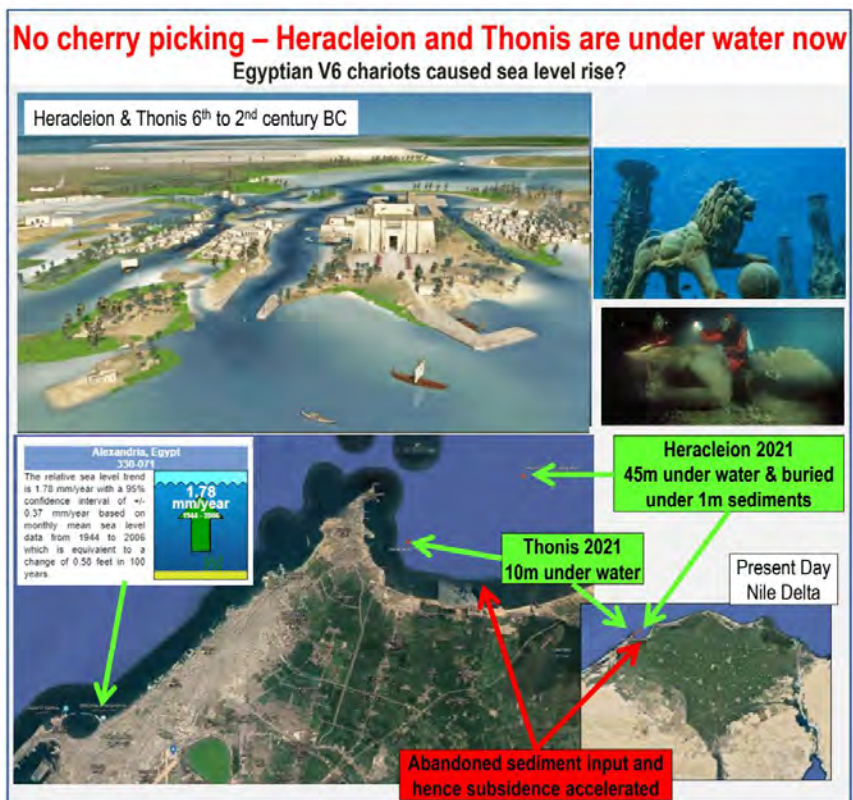 No cherry picking – Heracleion and Thonis are under water now
Egyptian V6 chariots caused sea level rise?
Heracleion & Thonis 6th to 2nd century BC
Alexandria, Egypt
330-071
The relative sea level trend
is 1.78 mm/year with a 95%
confidence interval of +/-
0.37 mm/year based on
monthly mean sea level
data from 1944 to 2006
which is equivalent to a
change of 0.58 feet in 100
years.
1.78
mm/year
1944 - 2006
Heracleion 2021
45m under water & buried
under 1m sediments
Thonis 2021
10m under water
Present Day
Nile Delta
Abandoned sediment input and
hence subsidence accelerated